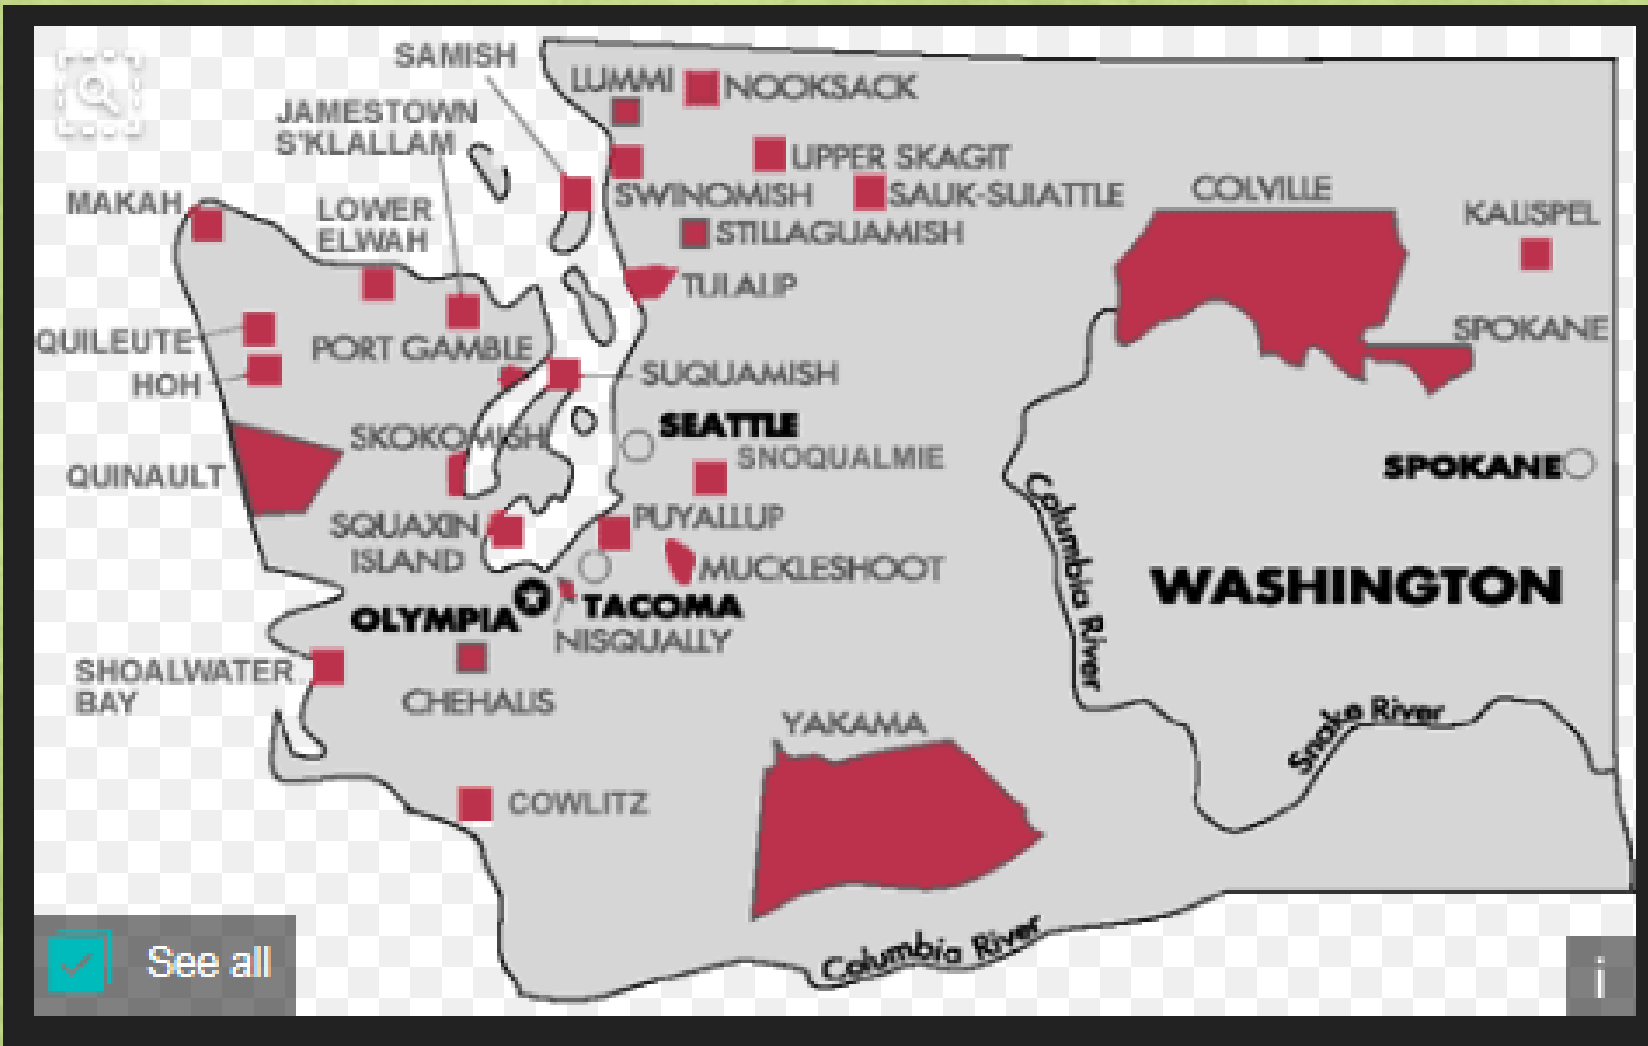 SAMISH
LUMMI
NOOKSACK
JAMESTOWN
S'KLALLAM
UPPER SKAGIT
MAKAH
LOWER
ELWAH
SWINOMISH
SAUK-SUIATTLE
COLVILLE
KALISPEL
STILLAGUAMISH
TULALIP
QUILEUTE
PORT GAMBLE
SPOKANE
HOH
SUQUAMISH
SEATTLE
SKOKOMISH
SNOQUALMIE
QUINAULT
SPOKANE
SQUAXIN
ISLAND
PUYALLUP
MUCKLESHOOT
Columbia River
WASHINGTON
OLYMPIA
TACOMA
NISQUALLY
SHOALWATER
BAY
CHEHALIS
YAKAMA
Snake River
COWLITZ
Columbia River
See all
i